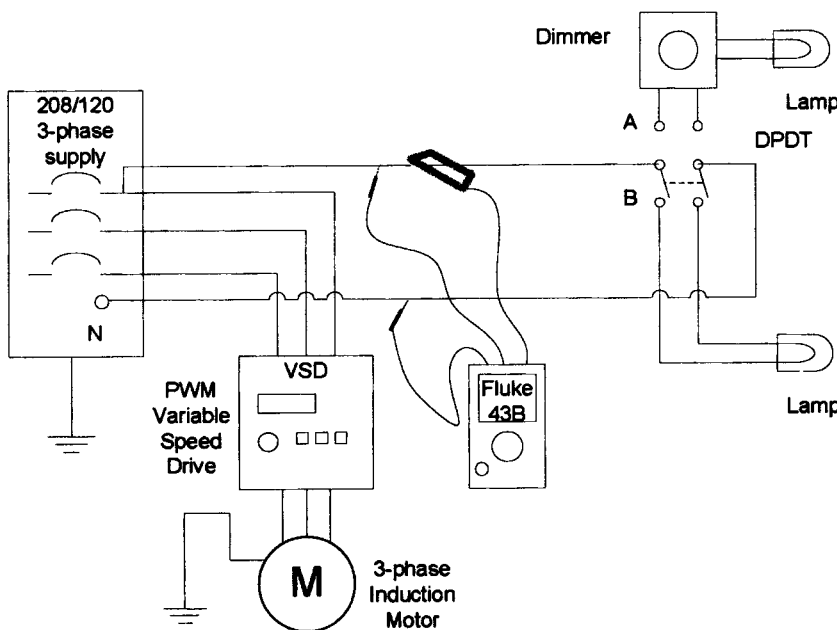 Dimmer
Lamp
208/120
3-phase
supply
A
DPDT
B
N
VSD
PWM
Variable
Speed
Drive
Fluke
43B
Lamp
M
3-phase
Induction
Motor